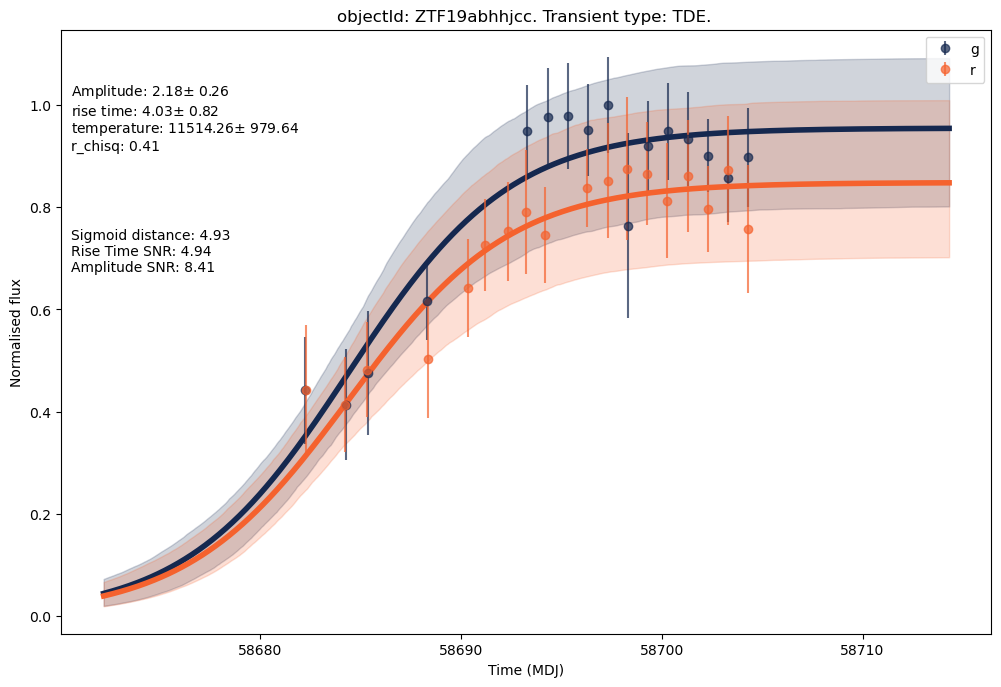 objectId: ZTF19abhhjcc. Transient type: TDE.
g
r
Amplitude: 2.18± 0.26
rise time: 4.03± 0.82
temperature: 11514.26± 979.64
r_chisq: 0.41
Sigmoid distance: 4.93
Rise Time SNR: 4.94
Amplitude SNR: 8.41
Normalised flux
1.0
0.8
0.6
0.4
0.2
0.0
58680
58690
58700
58710
Time (MDJ)